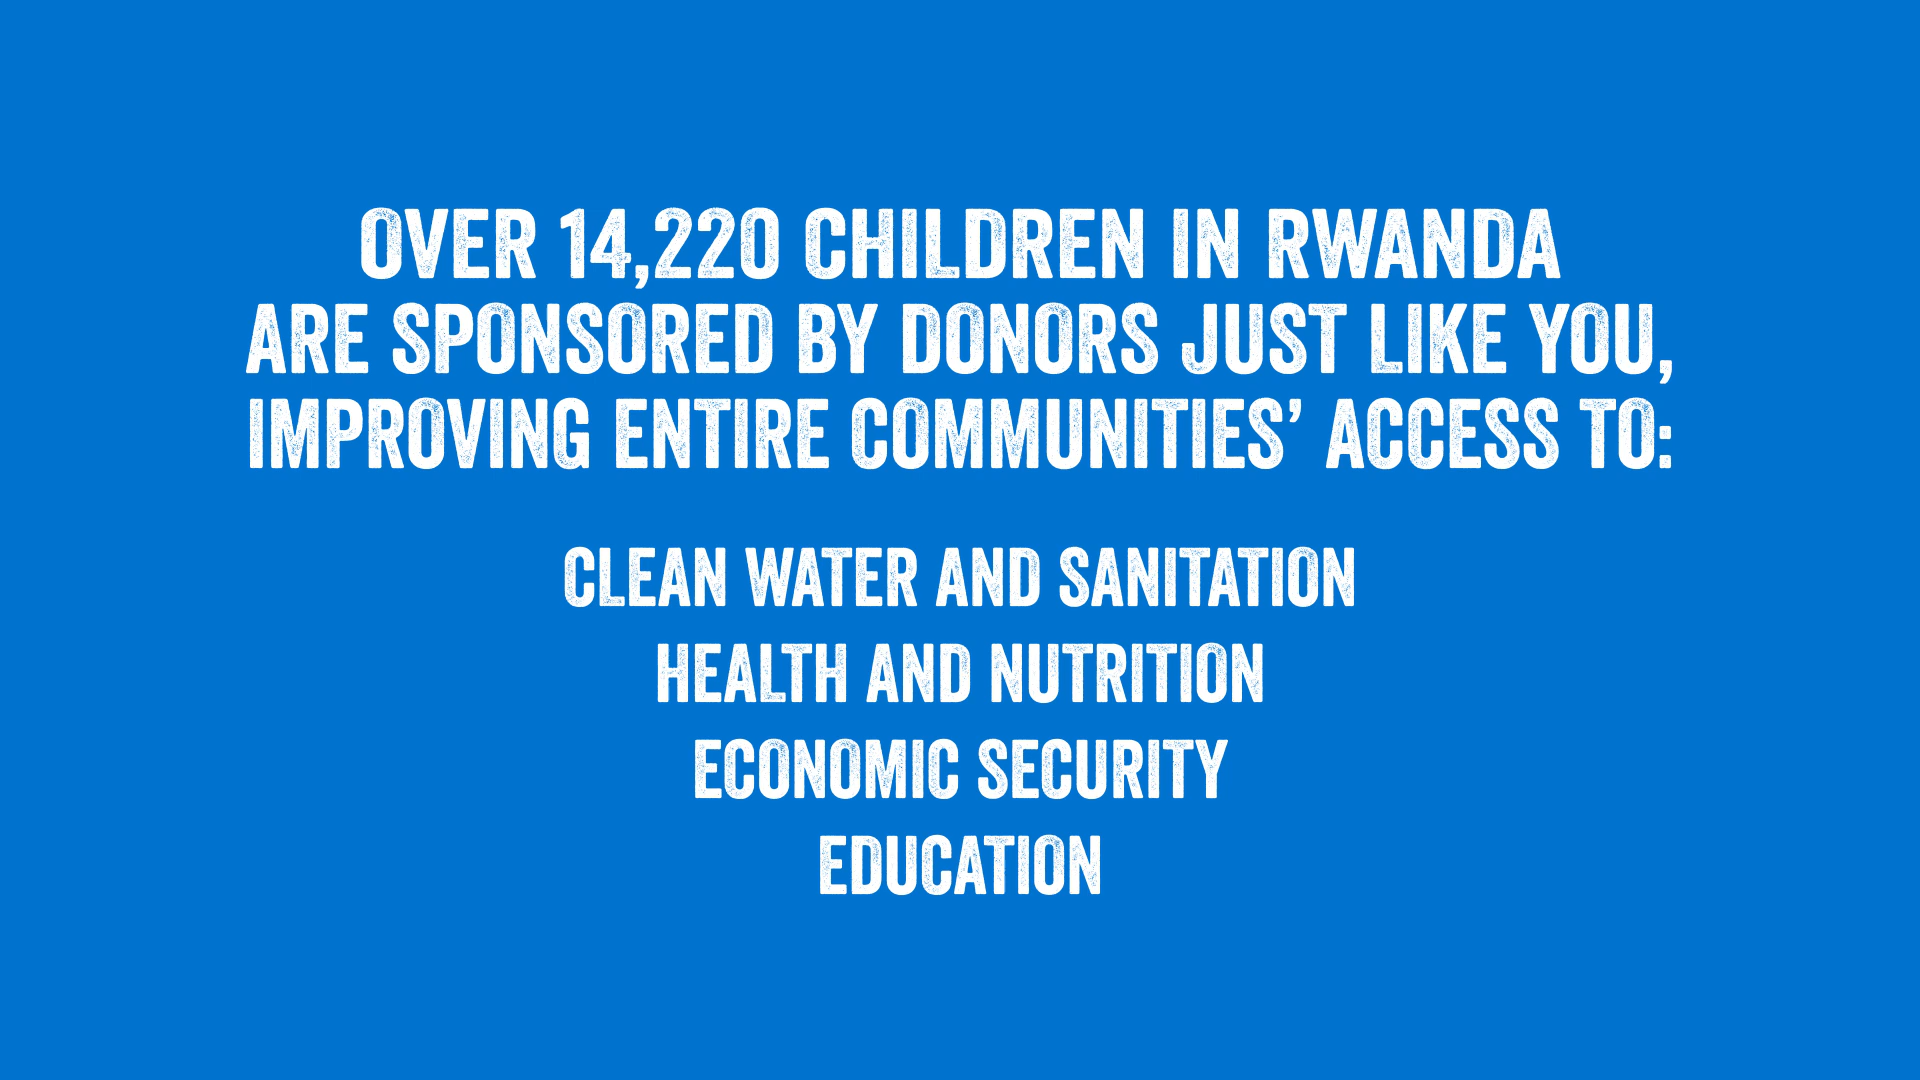 OVER 14,220 CHILDREN IN RWANDA
ARE SPONSORED BY DONORS JUST LIKE YOU,
IMPROVING ENTIRE COMMUNITIES’ ACCESS TO:
CLEAN WATER AND SANITATION
HEALTH AND NUTRITION
ECONOMIC SECURITY
EDUCATION